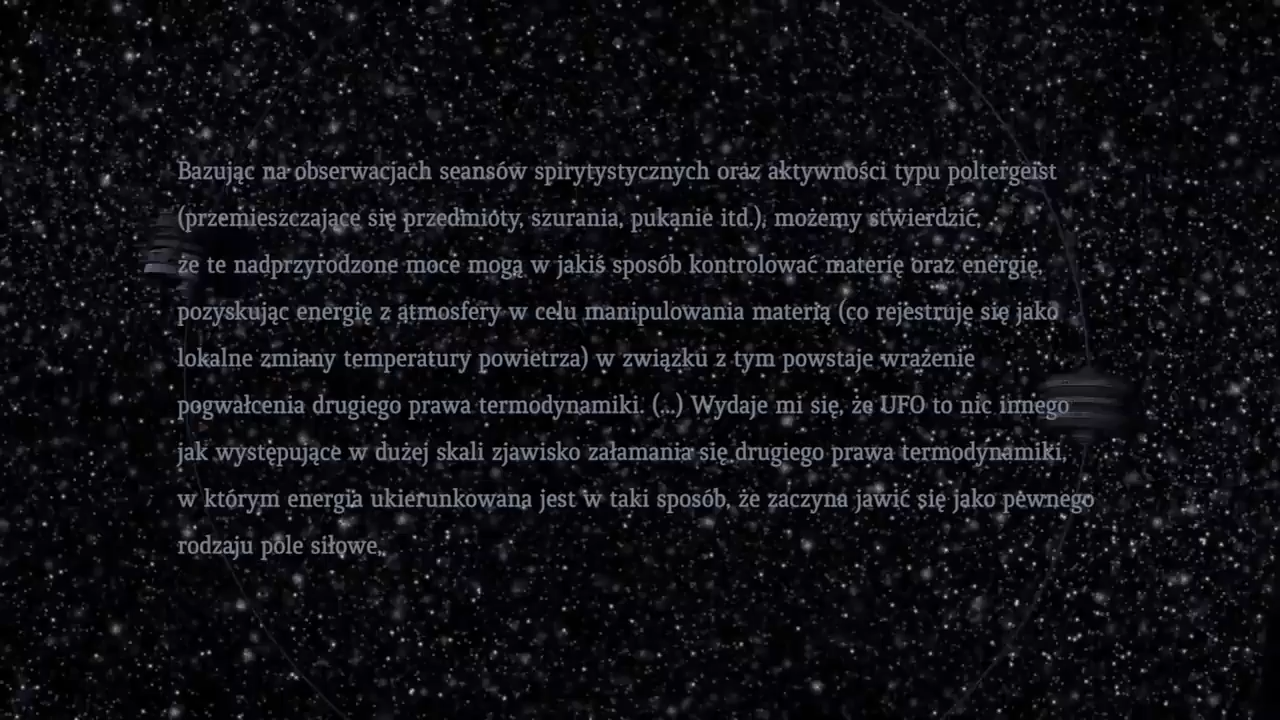 Bazując na obserwacjach seansów spirytystycznych oraz aktywności typu poltergeist
(przemieszczające się przedmioty, szurania, pukanie itd.), możemy stwierdzić,
że te nadprzyrodzone moce mogą w jakiś sposób kontrolować materię oraz energię,
pozyskując energię z atmosfery w celu manipulowania materią (co rejestruje się jako
lokalne zmiany temperatury powietrza) w związku z tym powstaje wrażenie
pogwałcenia drugiego prawa termodynamiki. (...) Wydaje mi się, że UFO to nic innego
jak występujące w dużej skali zjawisko załamania się drugiego prawa termodynamiki,
w którym energia ukierunkowana jest w taki sposób, że zaczyna jawić się jako pewnego
rodzaju pole siłowe.